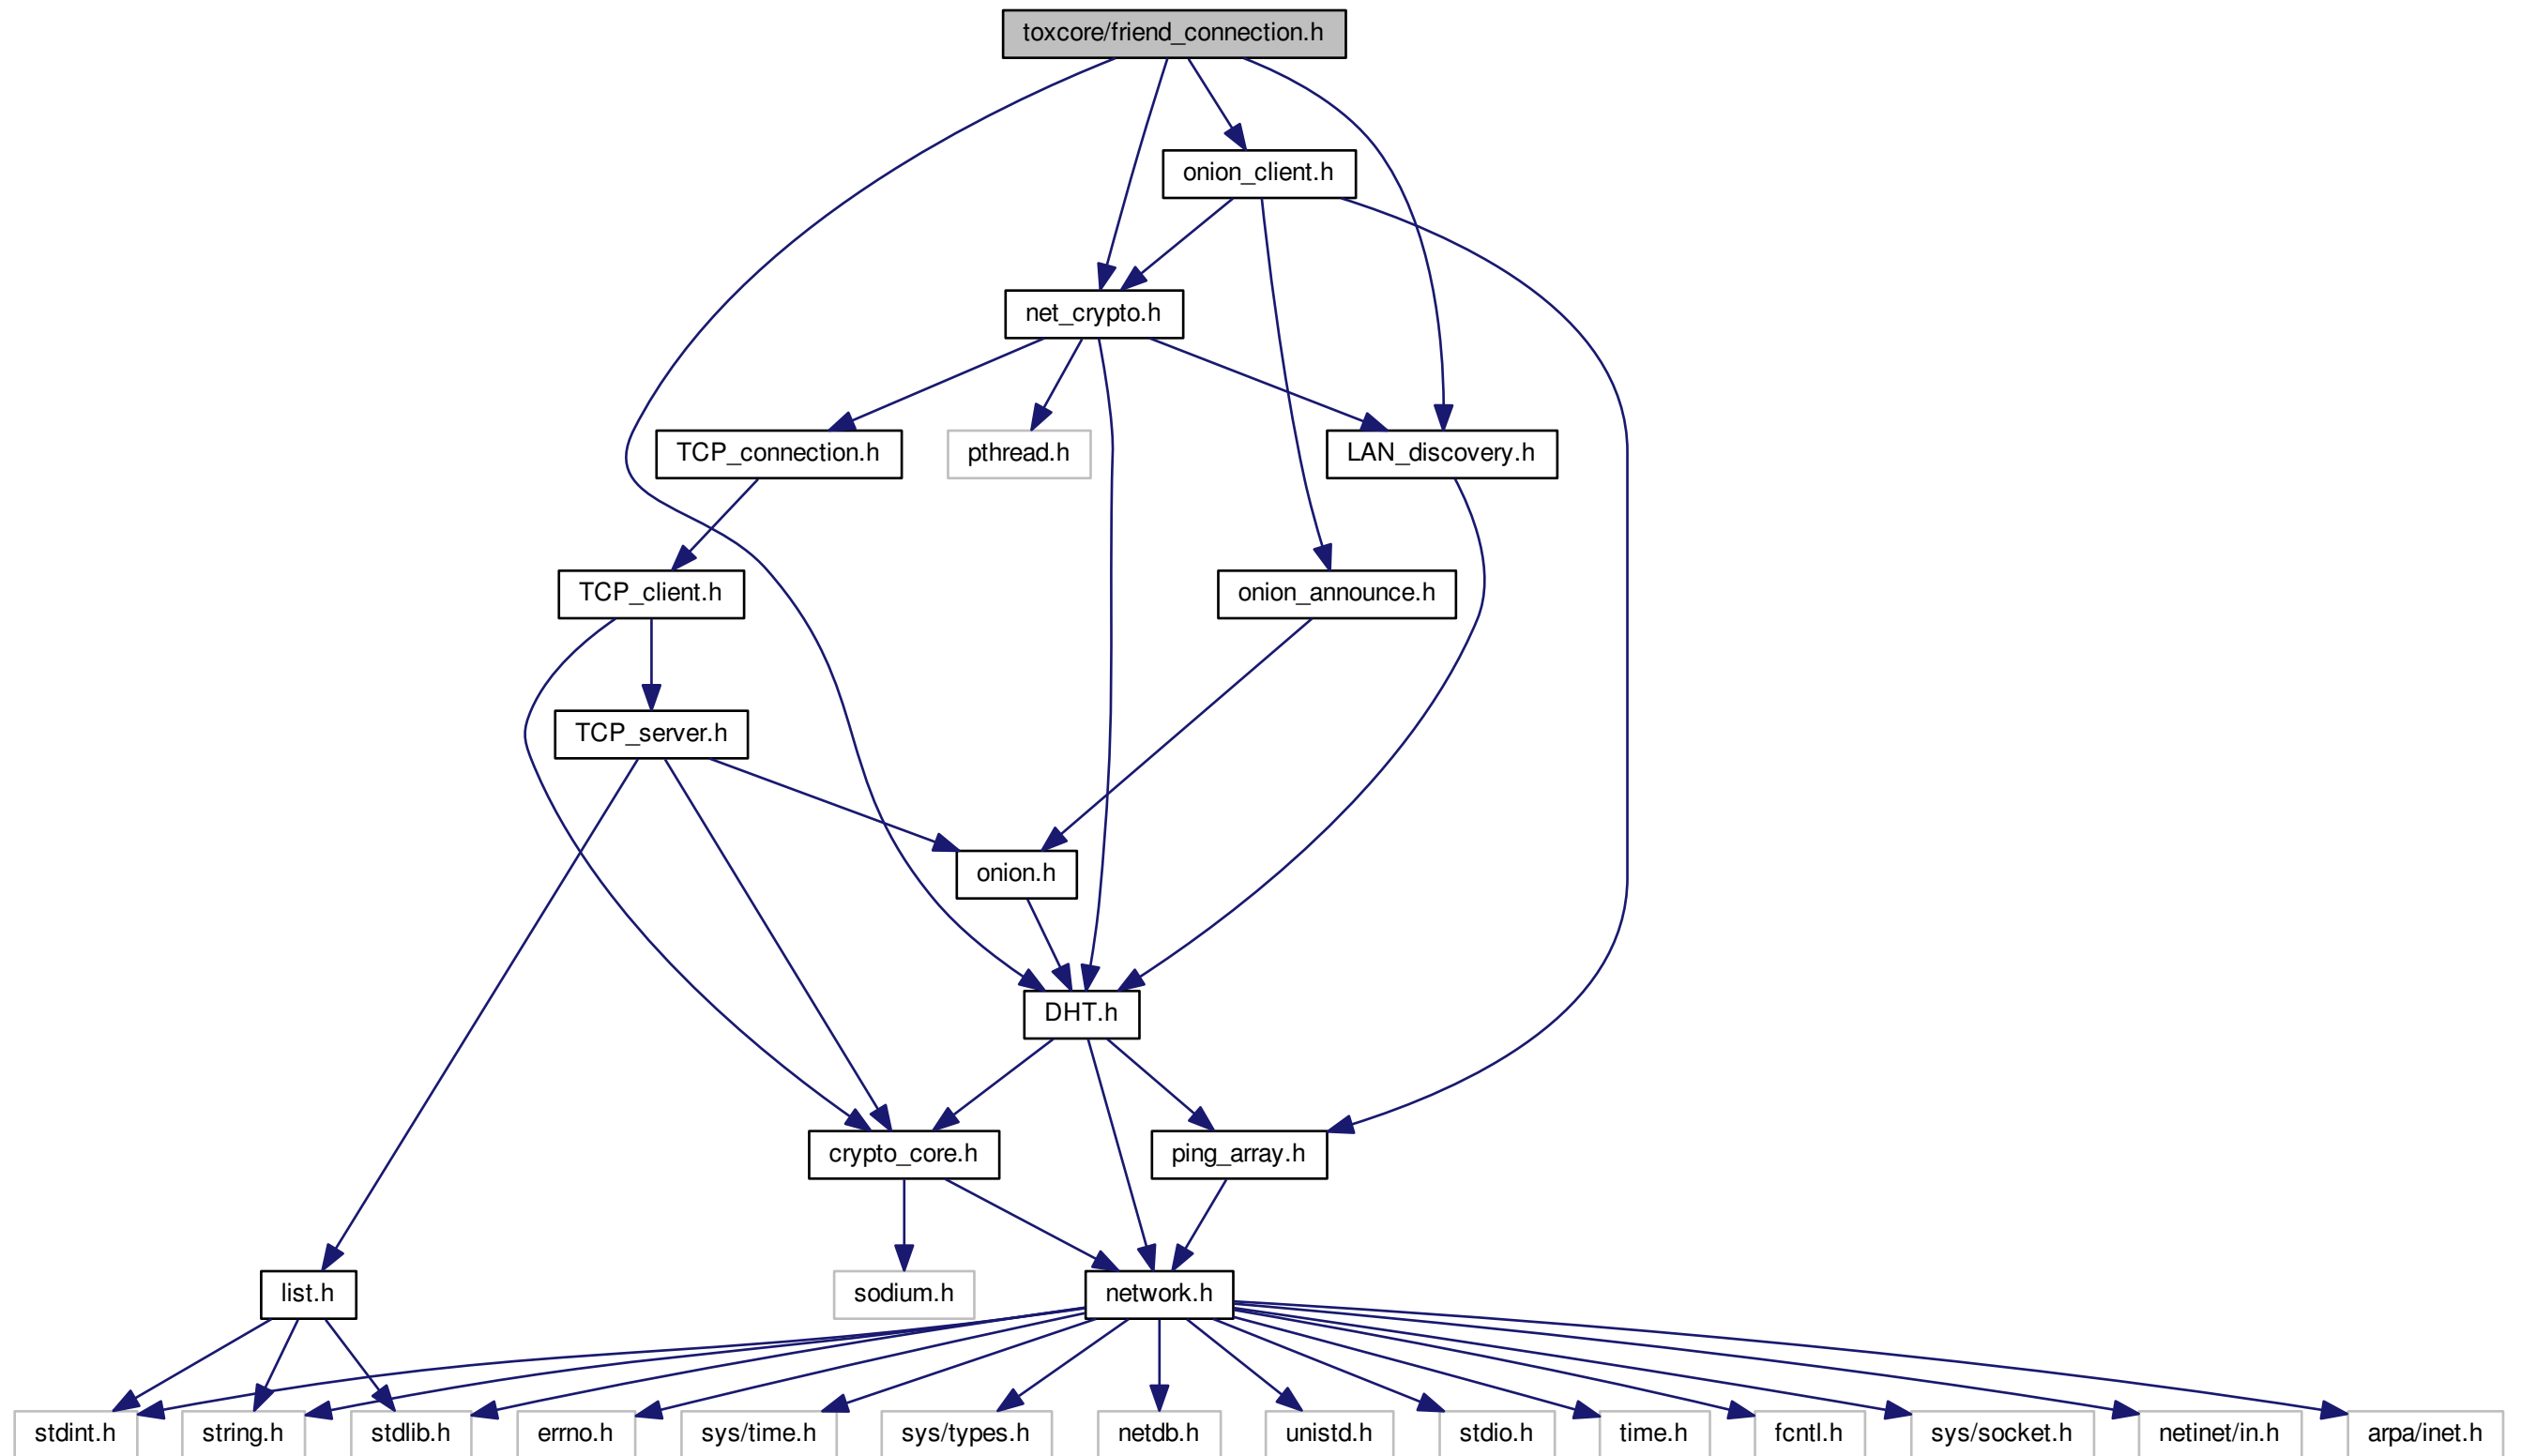 toxcore/friend_connection.h
onion_client.h
net_crypto.h
TCP_connection.h
pthread.h
LAN_discovery.h
TCP_client.h
onion_announce.h
TCP_server.h
onion.h
DHT.h
crypto_core.h
ping_array.h
list.h
sodium.h
network.h
stdint.h
string.h
stdlib.h
errno.h
sys/time.h
sys/types.h
netdb.h
unistd.h
stdio.h
time.h
fcntl.h
sys/socket.h
netinet/in.h
arpa/inet.h